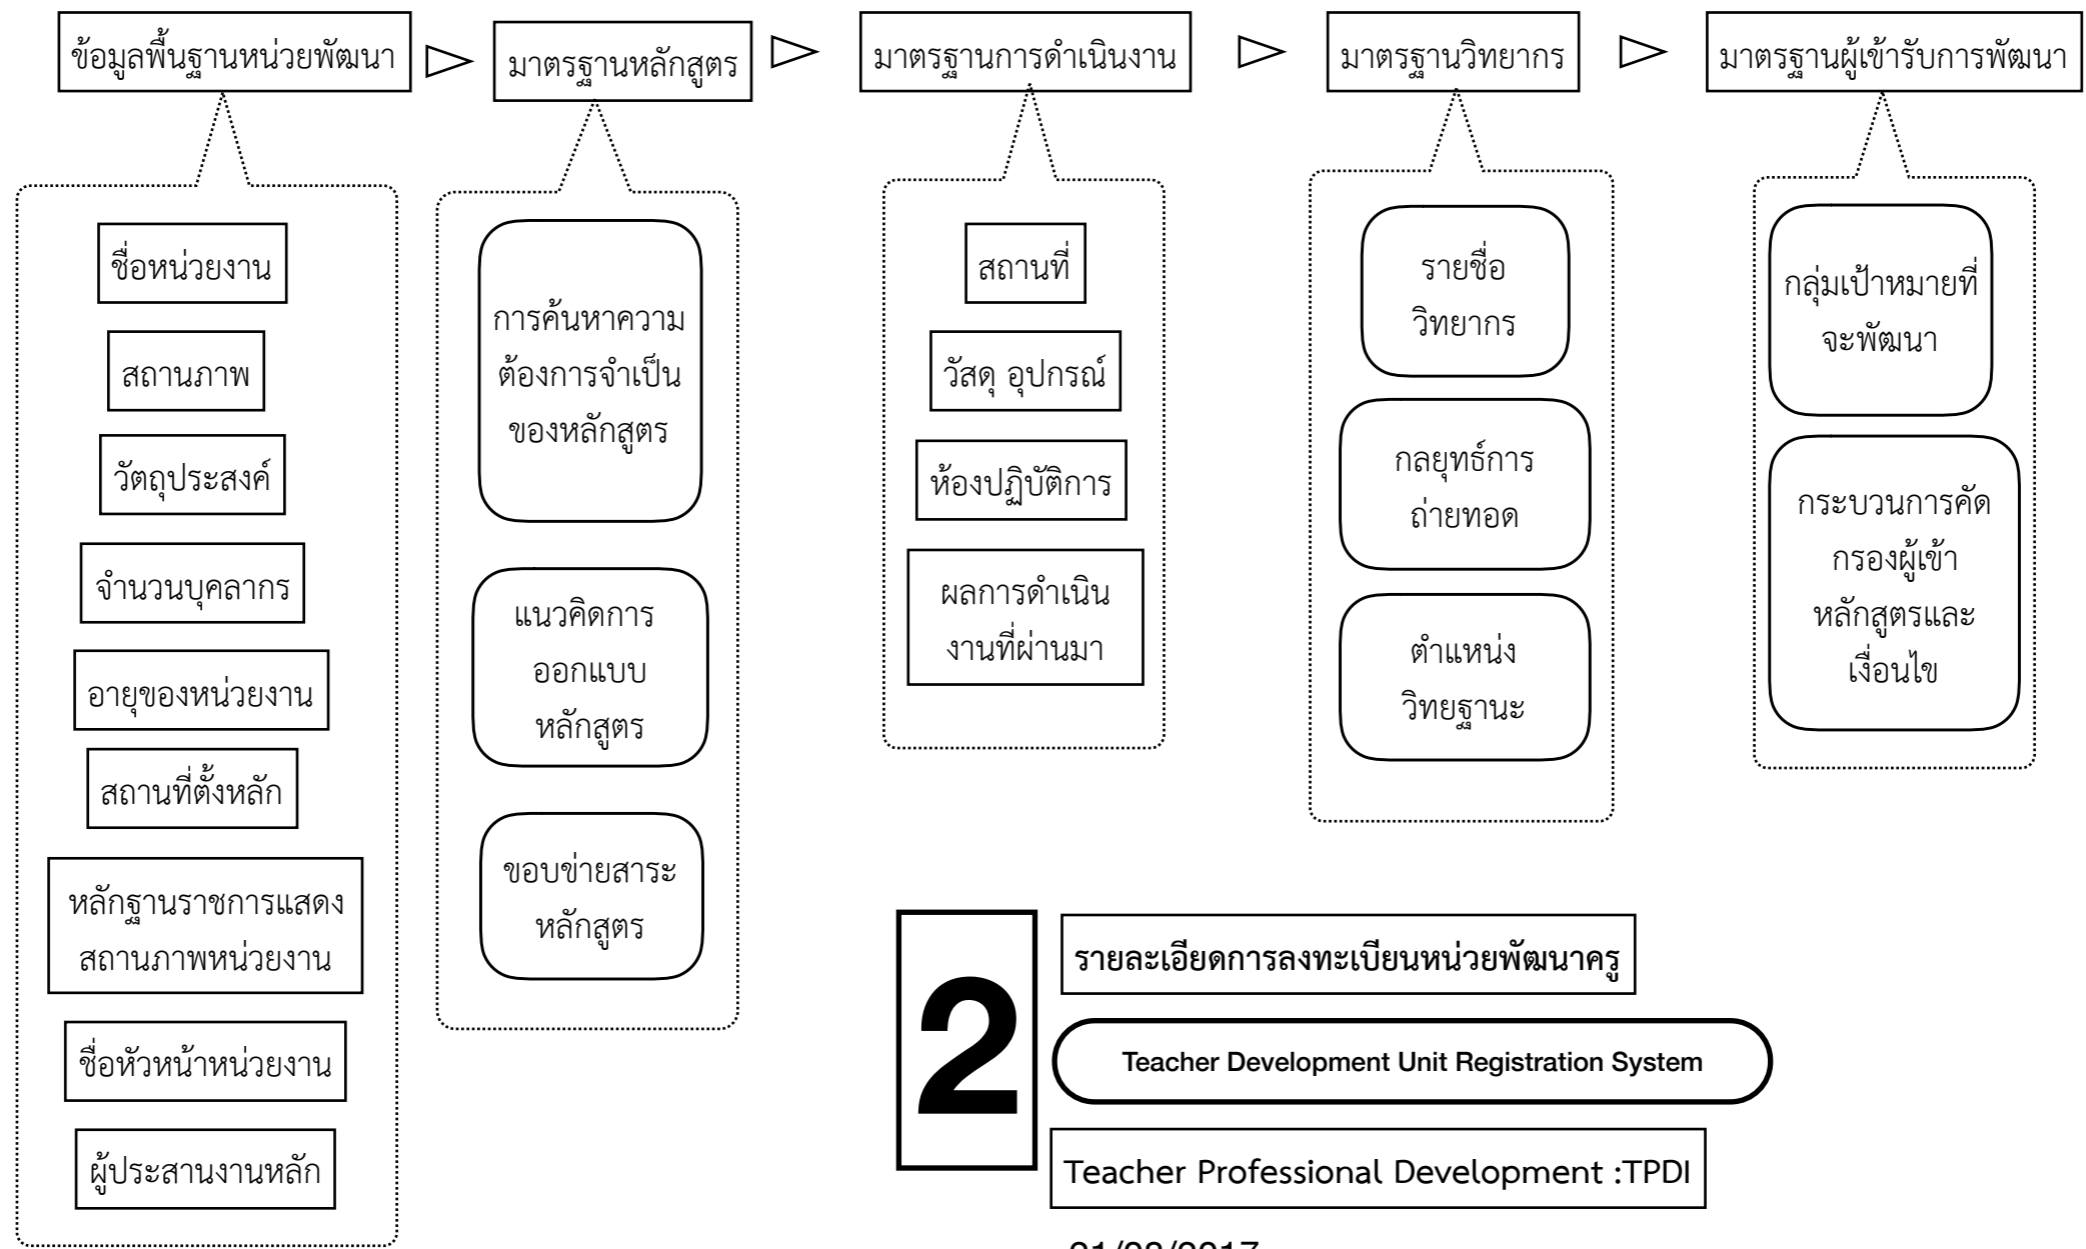 ข้อมูลพื้นฐานหน่วยพัฒนา
มาตรฐานหลักสูตร
มาตรฐานการดำเนินงาน
มาตรฐานวิทยากร
มาตรฐานผู้เข้ารับการพัฒนา
ชื่อหน่วยงาน
สถานภาพ
วัตถุประสงค์
จำนวนบุคลากร
อายุของหน่วยงาน
สถานที่ตั้งหลัก
หลักฐานราชการแสดง
สถานภาพหน่วยงาน
ชื่อหัวหน้าหน่วยงาน
ผู้ประสานงานหลัก
การค้นหาความ
ต้องการจำเป็น
ของหลักสูตร
แนวคิดการ
ออกแบบ
หลักสูตร
ขอบข่ายสาระ
หลักสูตร
สถานที่
วัสดุ อุปกรณ์
ห้องปฏิบัติการ
ผลการดำเนิน
งานที่ผ่านมา
รายชื่อ
วิทยากร
กลยุทธ์การ
ถ่ายทอด
ตำแหน่ง
วิทยฐานะ
กลุ่มเป้าหมายที่
จะพัฒนา
กระบวนการคัด
กรองผู้เข้า
หลักสูตรและ
เงื่อนไข
2
รายละเอียดการลงทะเบียนหน่วยพัฒนาครู
Teacher Development Unit Registration System
Teacher Professional Development :TPDI